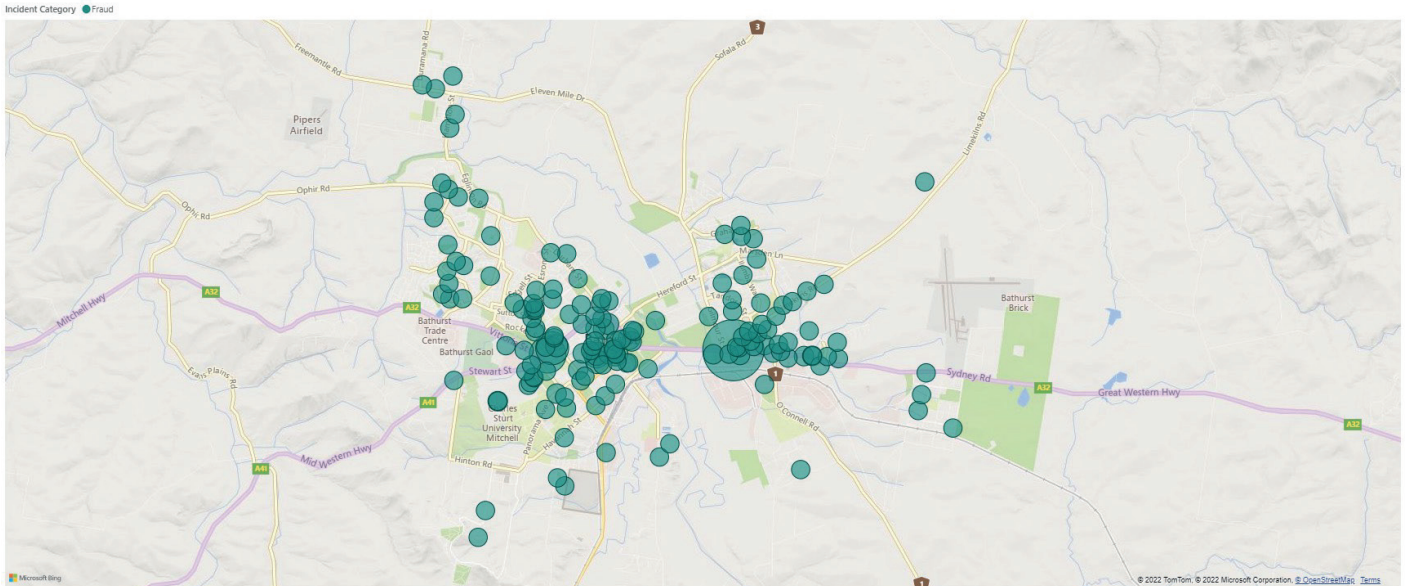 Incident Category Fraud
3
Freemantle Rd
Sofala Rd
Eleven Mile Dr
Limekilns Rd
Pipers
Airfield
Ophir Rd
Ophir Rd
Hereford St
Mitchell Hwy
A32
A32
Bathurst
Trade
Centre
Bathurst Gaol
Stewart St
Bathurst
Brick
Evans Plains Rd
1
Sydney Rd
A32
Great Western Hwy
A41
Sturt
University
Mitchell
O'Connell Rd
A32
Mid Western Hwy
A41
Hinton Rd
1
Microsoft Bing
© 2022 TomTom, © 2022 Microsoft Corporation, © OpenStreetMap Terms